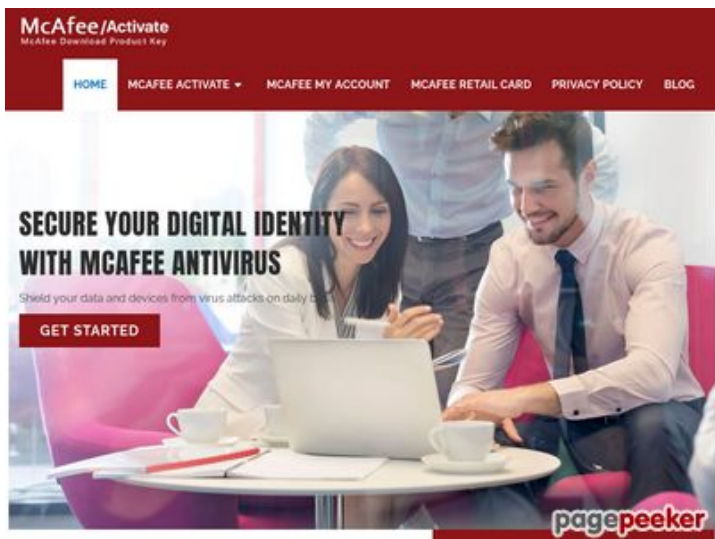 McAfee/Activate
McAfee Download Product Key
HOME MCAFEE ACTIVATE MCAFEE MY ACCOUNT MCAFEE RETAIL CARD PRIVACY POLICY BLOG
SECURE YOUR DIGITAL IDENTITY
WITH MCAFEE ANTIVIRUS
Shield your data and devices from virus attacks on daily
GET STARTED
pagepeeker